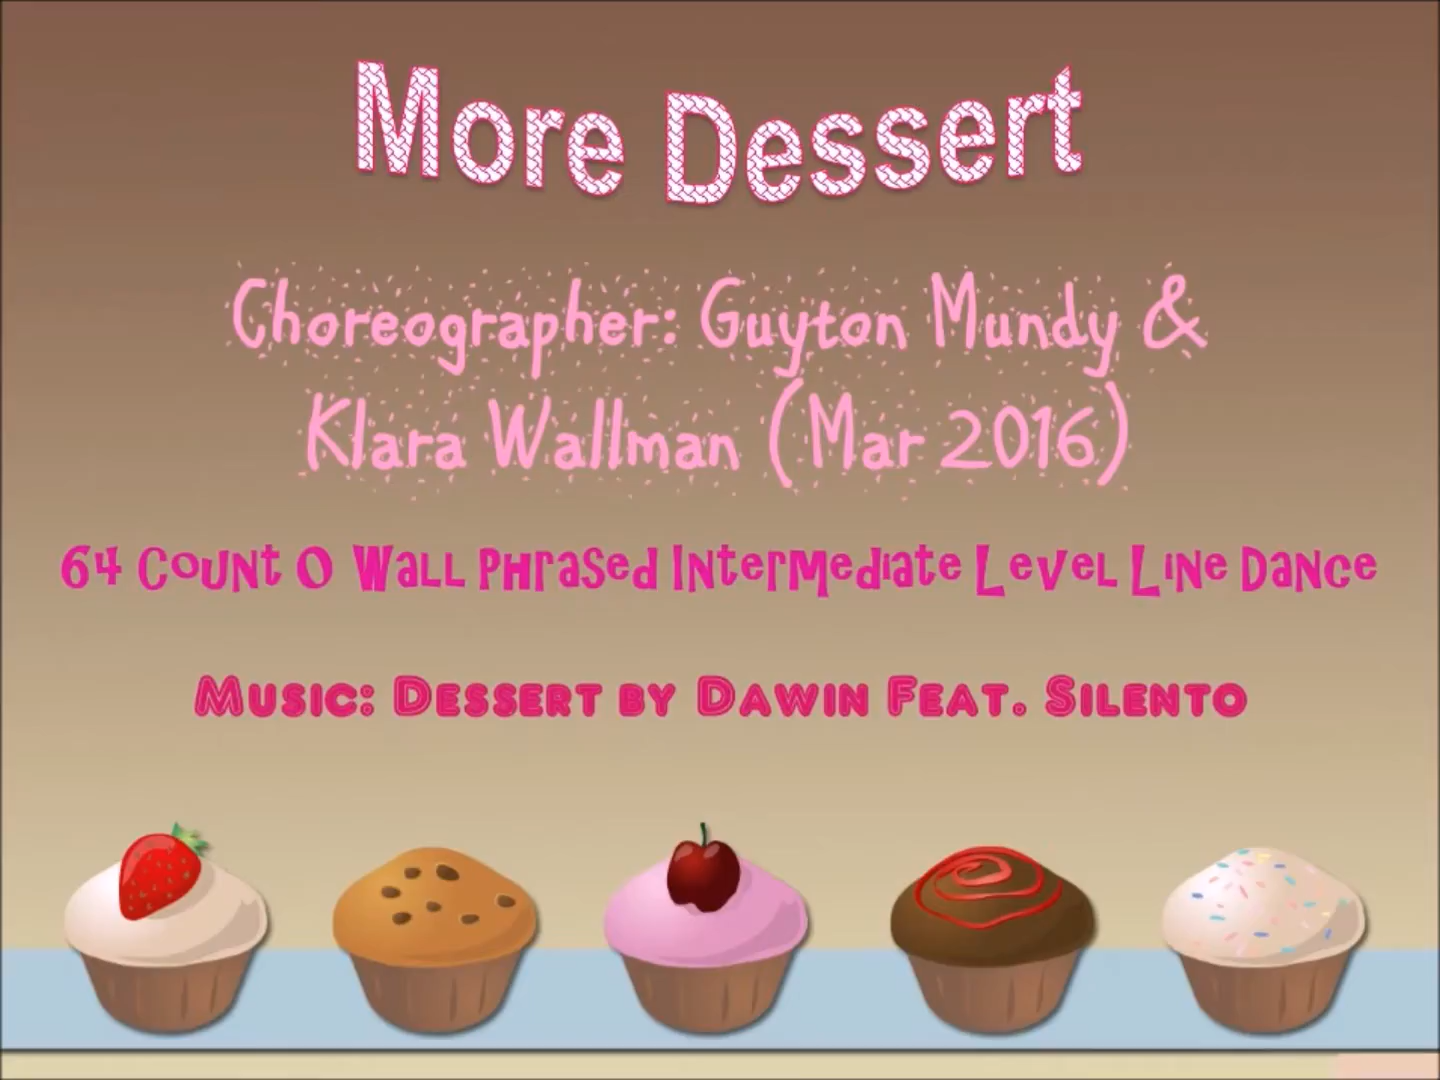 More Dessert
Choreographer: Guyton Mundy &
Klara Wallman (Mar 2016)
64 Count 0 Wall Phrased Intermediate Level Line Dance
Music: Dessert by Dawin Feat. Silento